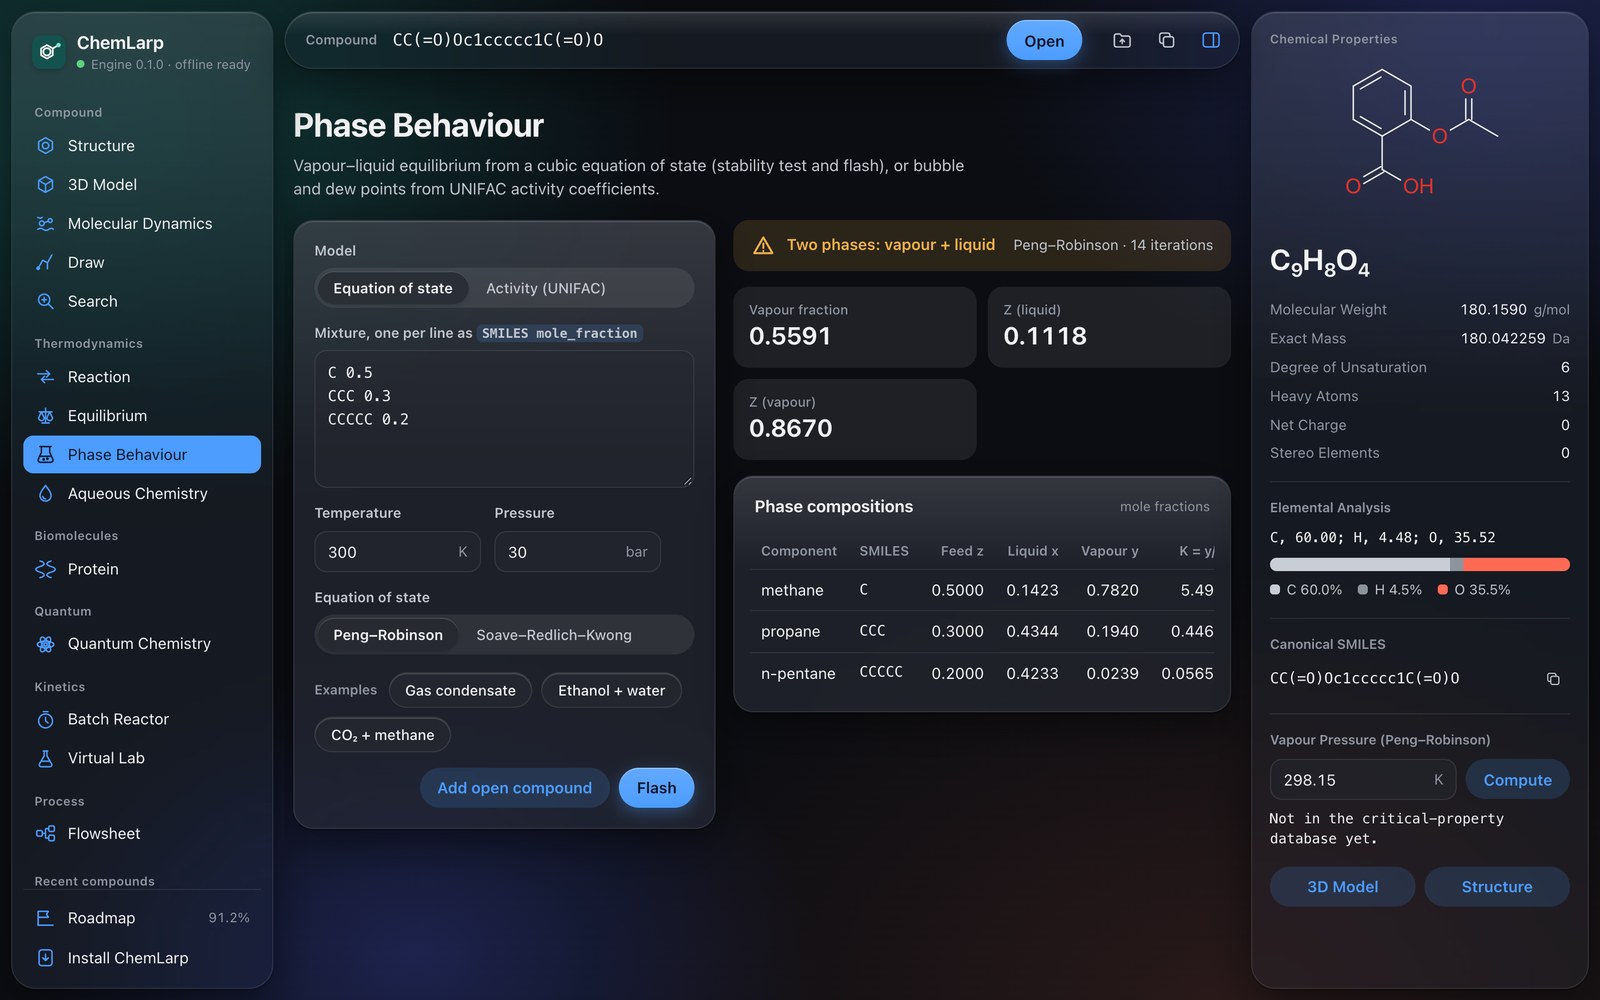 ChemLarp
Engine 0.1.0 · offline ready
Compound
Structure
3D Model
Molecular Dynamics
Draw
Search
Thermodynamics
Reaction
Equilibrium
Phase Behaviour
Aqueous Chemistry
Biomolecules
Protein
Quantum
Quantum Chemistry
Kinetics
Batch Reactor
Virtual Lab
Process
Flowsheet
Recent compounds
Roadmap 91.2%
Install ChemLarp
Compound CC(=O)Oc1ccccc1C(=O)O Open
Phase Behaviour
Vapour–liquid equilibrium from a cubic equation of state (stability test and flash), or bubble
and dew points from UNIFAC activity coefficients.
Model
Equation of state Activity (UNIFAC)
Mixture, one per line as SMILES mole_fraction
C 0.5
CCC 0.3
CCCCC 0.2
Temperature Pressure
300 K 30 bar
Equation of state
Peng–Robinson Soave–Redlich–Kwong
Examples Gas condensate Ethanol + water
CO₂ + methane
Add open compound Flash
Two phases: vapour + liquid Peng–Robinson · 14 iterations
Vapour fraction
0.5591
Z (liquid)
0.1118
Z (vapour)
0.8670
Phase compositions mole fractions
Component SMILES Feed z Liquid x Vapour y K = y/
methane C 0.5000 0.1423 0.7820 5.49
propane CCC 0.3000 0.4344 0.1940 0.446
n-pentane CCCCC 0.2000 0.4233 0.0239 0.0565
Chemical Properties
O
O
O OH
C₉H₈O₄
Molecular Weight 180.1590 g/mol
Exact Mass 180.042259 Da
Degree of Unsaturation 6
Heavy Atoms 13
Net Charge 0
Stereo Elements 0
Elemental Analysis
C, 60.00; H, 4.48; O, 35.52
C 60.0% H 4.5% O 35.5%
Canonical SMILES
CC(=O)Oc1ccccc1C(=O)O
Vapour Pressure (Peng–Robinson)
298.15 K Compute
Not in the critical-property
database yet.
3D Model Structure